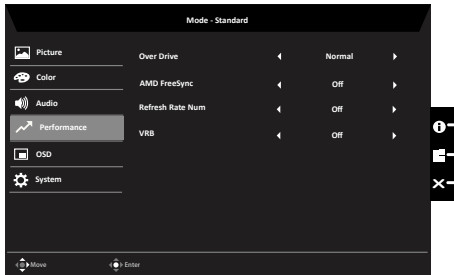 Mode - Standard
Picture
Color
Audio
Performance
OSD
System
Over Drive Normal
AMD FreeSync Off
Refresh Rate Num Off
VRB Off
Move Enter